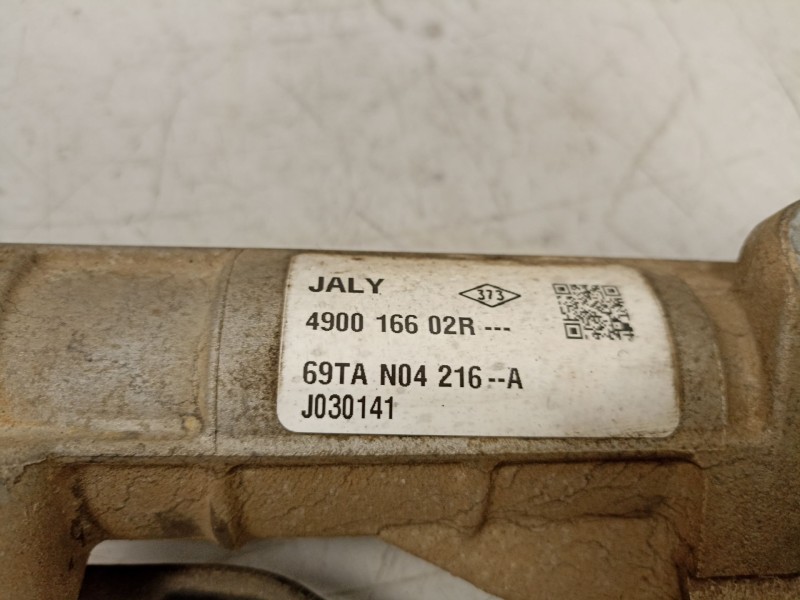 JALY
373
4900 166 02R ---
69TA N04 216--A
J030141